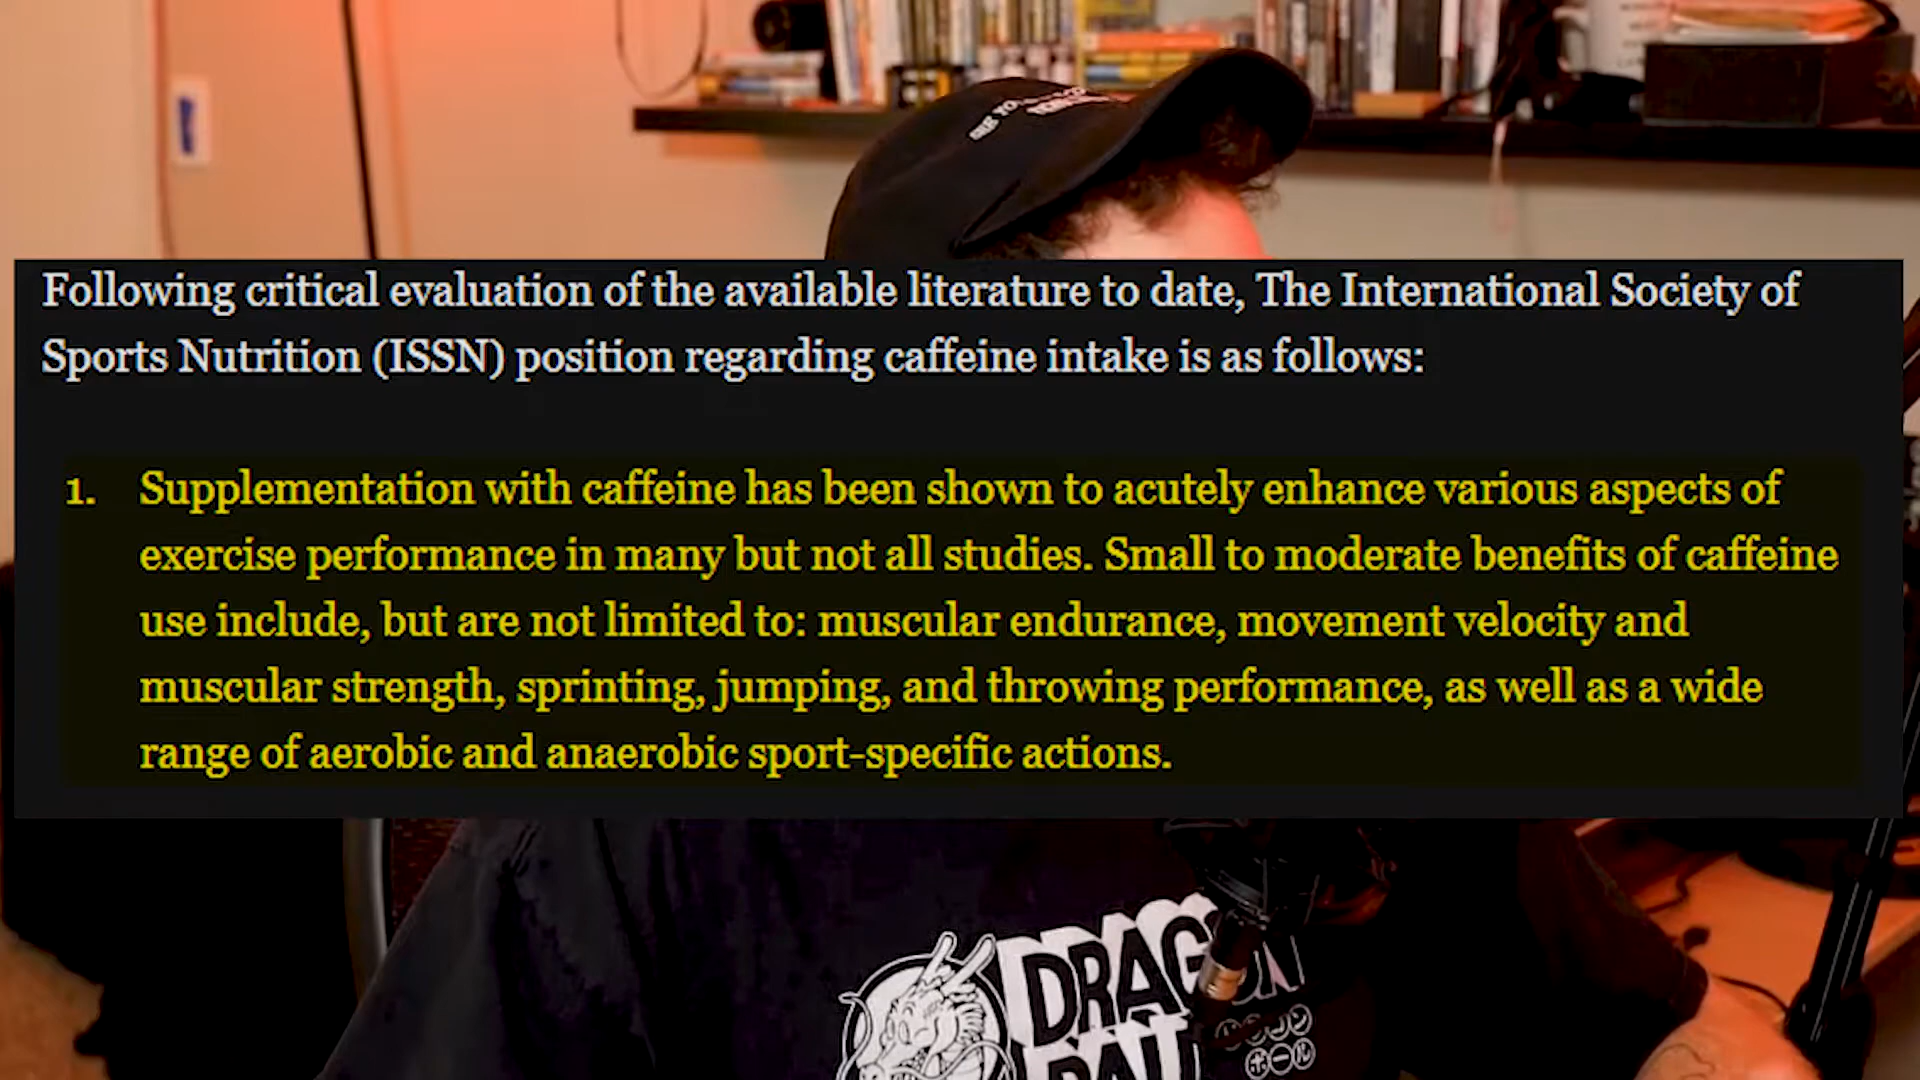 Following critical evaluation of the available literature to date, The International Society of
Sports Nutrition (ISSN) position regarding caffeine intake is as follows:
1. Supplementation with caffeine has been shown to acutely enhance various aspects of
exercise performance in many but not all studies. Small to moderate benefits of caffeine
use include, but are not limited to: muscular endurance, movement velocity and
muscular strength, sprinting, jumping, and throwing performance, as well as a wide
range of aerobic and anaerobic sport-specific actions.
DRAGON
BALL